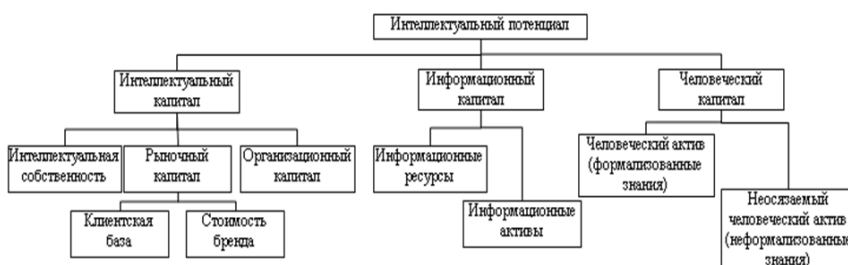 Интеллектуальный потенциал
Интеллектуальный
капитал
Информационный
капитал
Человеческий
капитал
Интеллектуальная
собственность
Рыночный
капитал
Организационный
капитал
Информационные
ресурсы
Человеческий актив
(формализованные
знания)
Клиентская
база
Стоимость
бренда
Информационные
активы
Неосязаемый
человеческий актив
(неформализованные
знания)